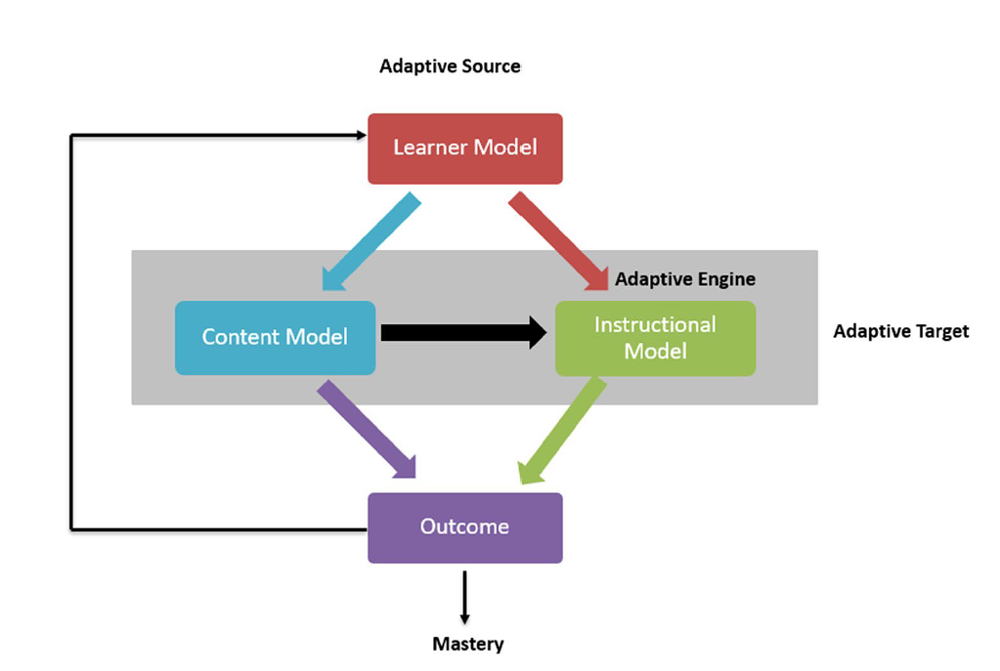 Adaptive Source
Learner Model
Adaptive Engine
Content Model
Instructional
Model
Adaptive Target
Outcome
Mastery